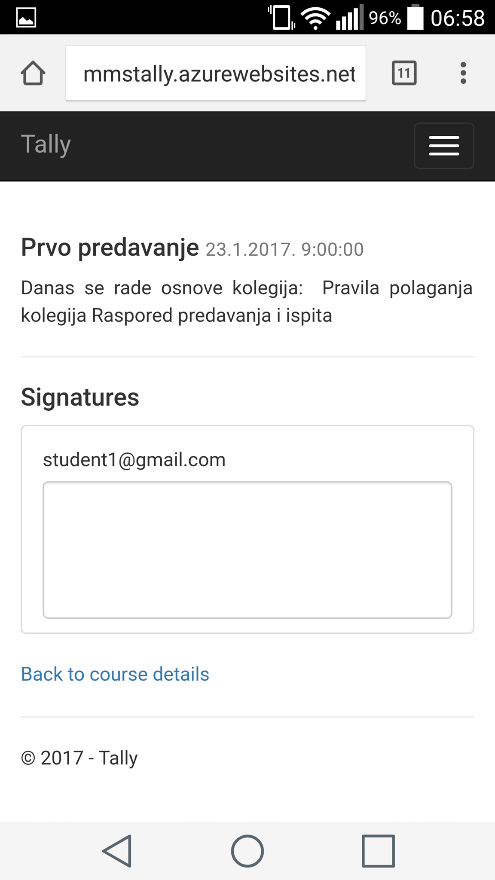 96% 06:58
mmstally.azurewebsites.net 11
Tally
Prvo predavanje 23.1.2017. 9:00:00
Danas se rade osnove kolegija: Pravila polaganja
kolegija Raspored predavanja i ispita
Signatures
student1@gmail.com
Back to course details
© 2017 - Tally